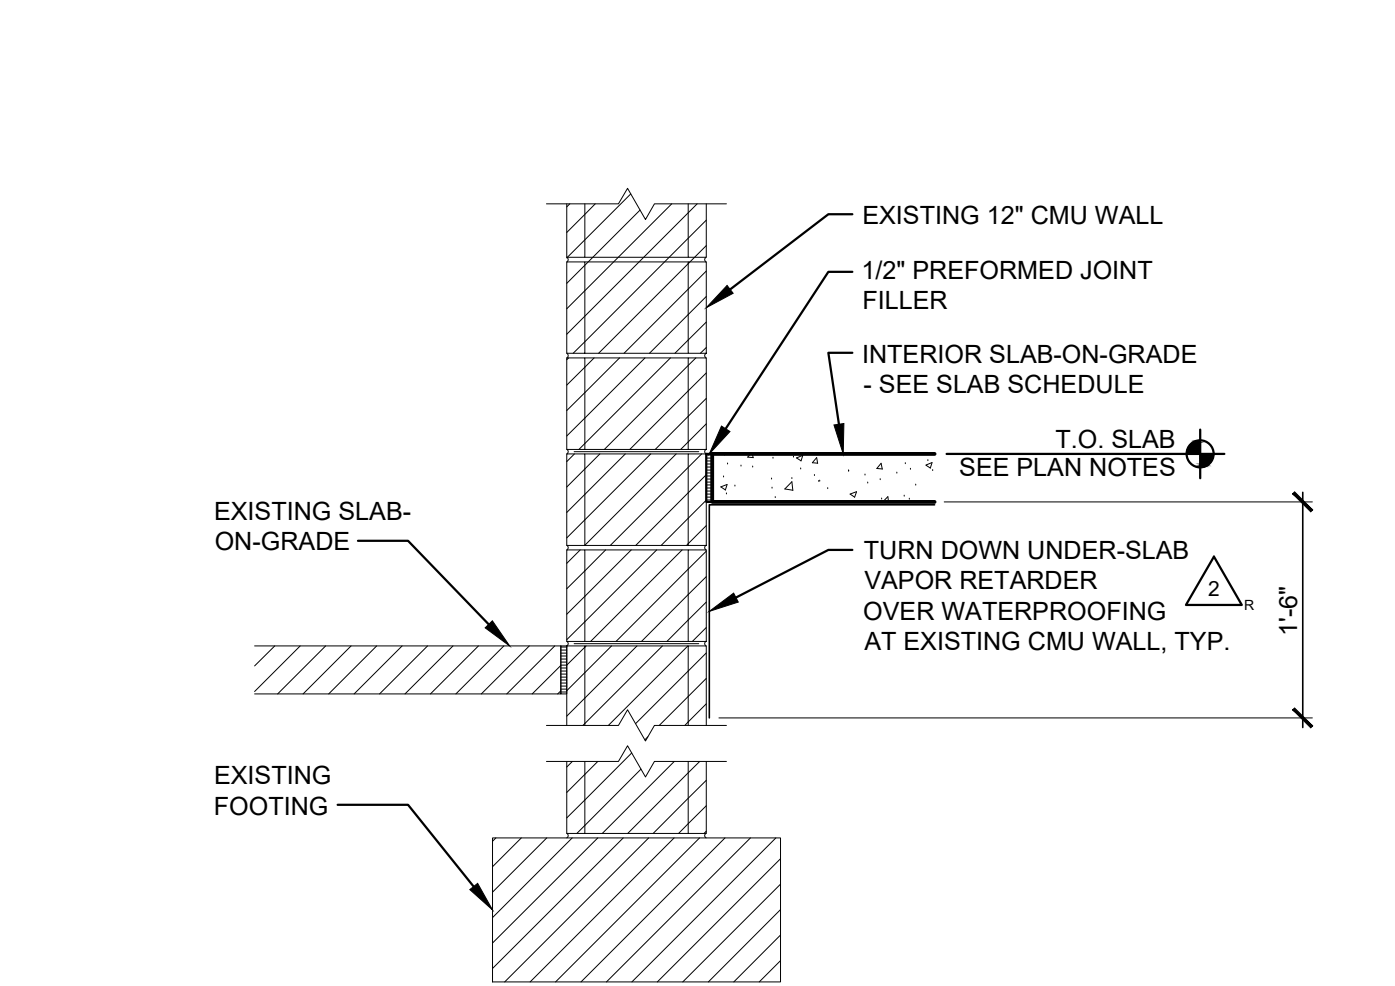 EXISTING 12" CMU WALL
1/2" PREFORMED JOINT
FILLER
INTERIOR SLAB-ON-GRADE
- SEE SLAB SCHEDULE
T.O. SLAB
SEE PLAN NOTES
EXISTING SLAB-
ON-GRADE
TURN DOWN UNDER-SLAB
VAPOR RETARDER
OVER WATERPROOFING
AT EXISTING CMU WALL, TYP.
2
R
1'-6"
EXISTING
FOOTING